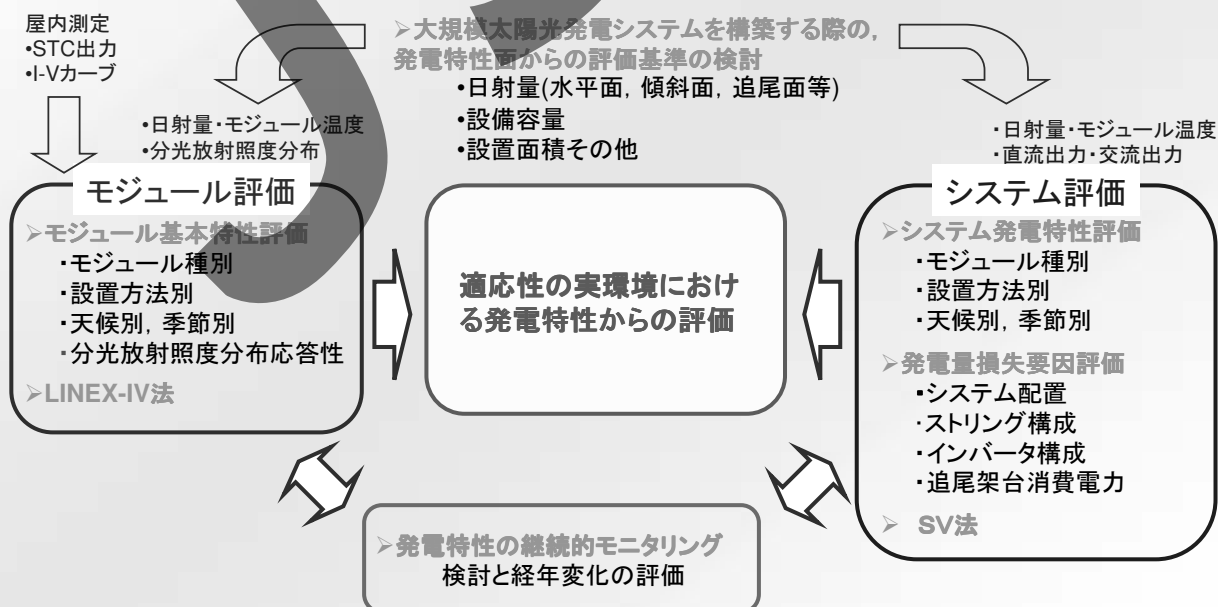 屋内測定
•STC出力
•I-Vカーブ
➢大規模太陽光発電システムを構築する際の，
発電特性面からの評価基準の検討
•日射量(水平面，傾斜面，追尾面等)
•設備容量
•設置面積その他
•日射量・モジュール温度
•分光放射照度分布
・日射量・モジュール温度
・直流出力・交流出力
モジュール評価
➢モジュール基本特性評価
・モジュール種別
・設置方法別
・天候別，季節別
・分光放射照度分布応答性
➢LINEX-IV法
適応性の実環境におけ
る発電特性からの評価
システム評価
➢システム発電特性評価
・モジュール種別
・設置方法別
・天候別，季節別
➢発電量損失要因評価
・システム配置
・ストリング構成
・インバータ構成
・追尾架台消費電力
➢ SV法
➢発電特性の継続的モニタリング
検討と経年変化の評価